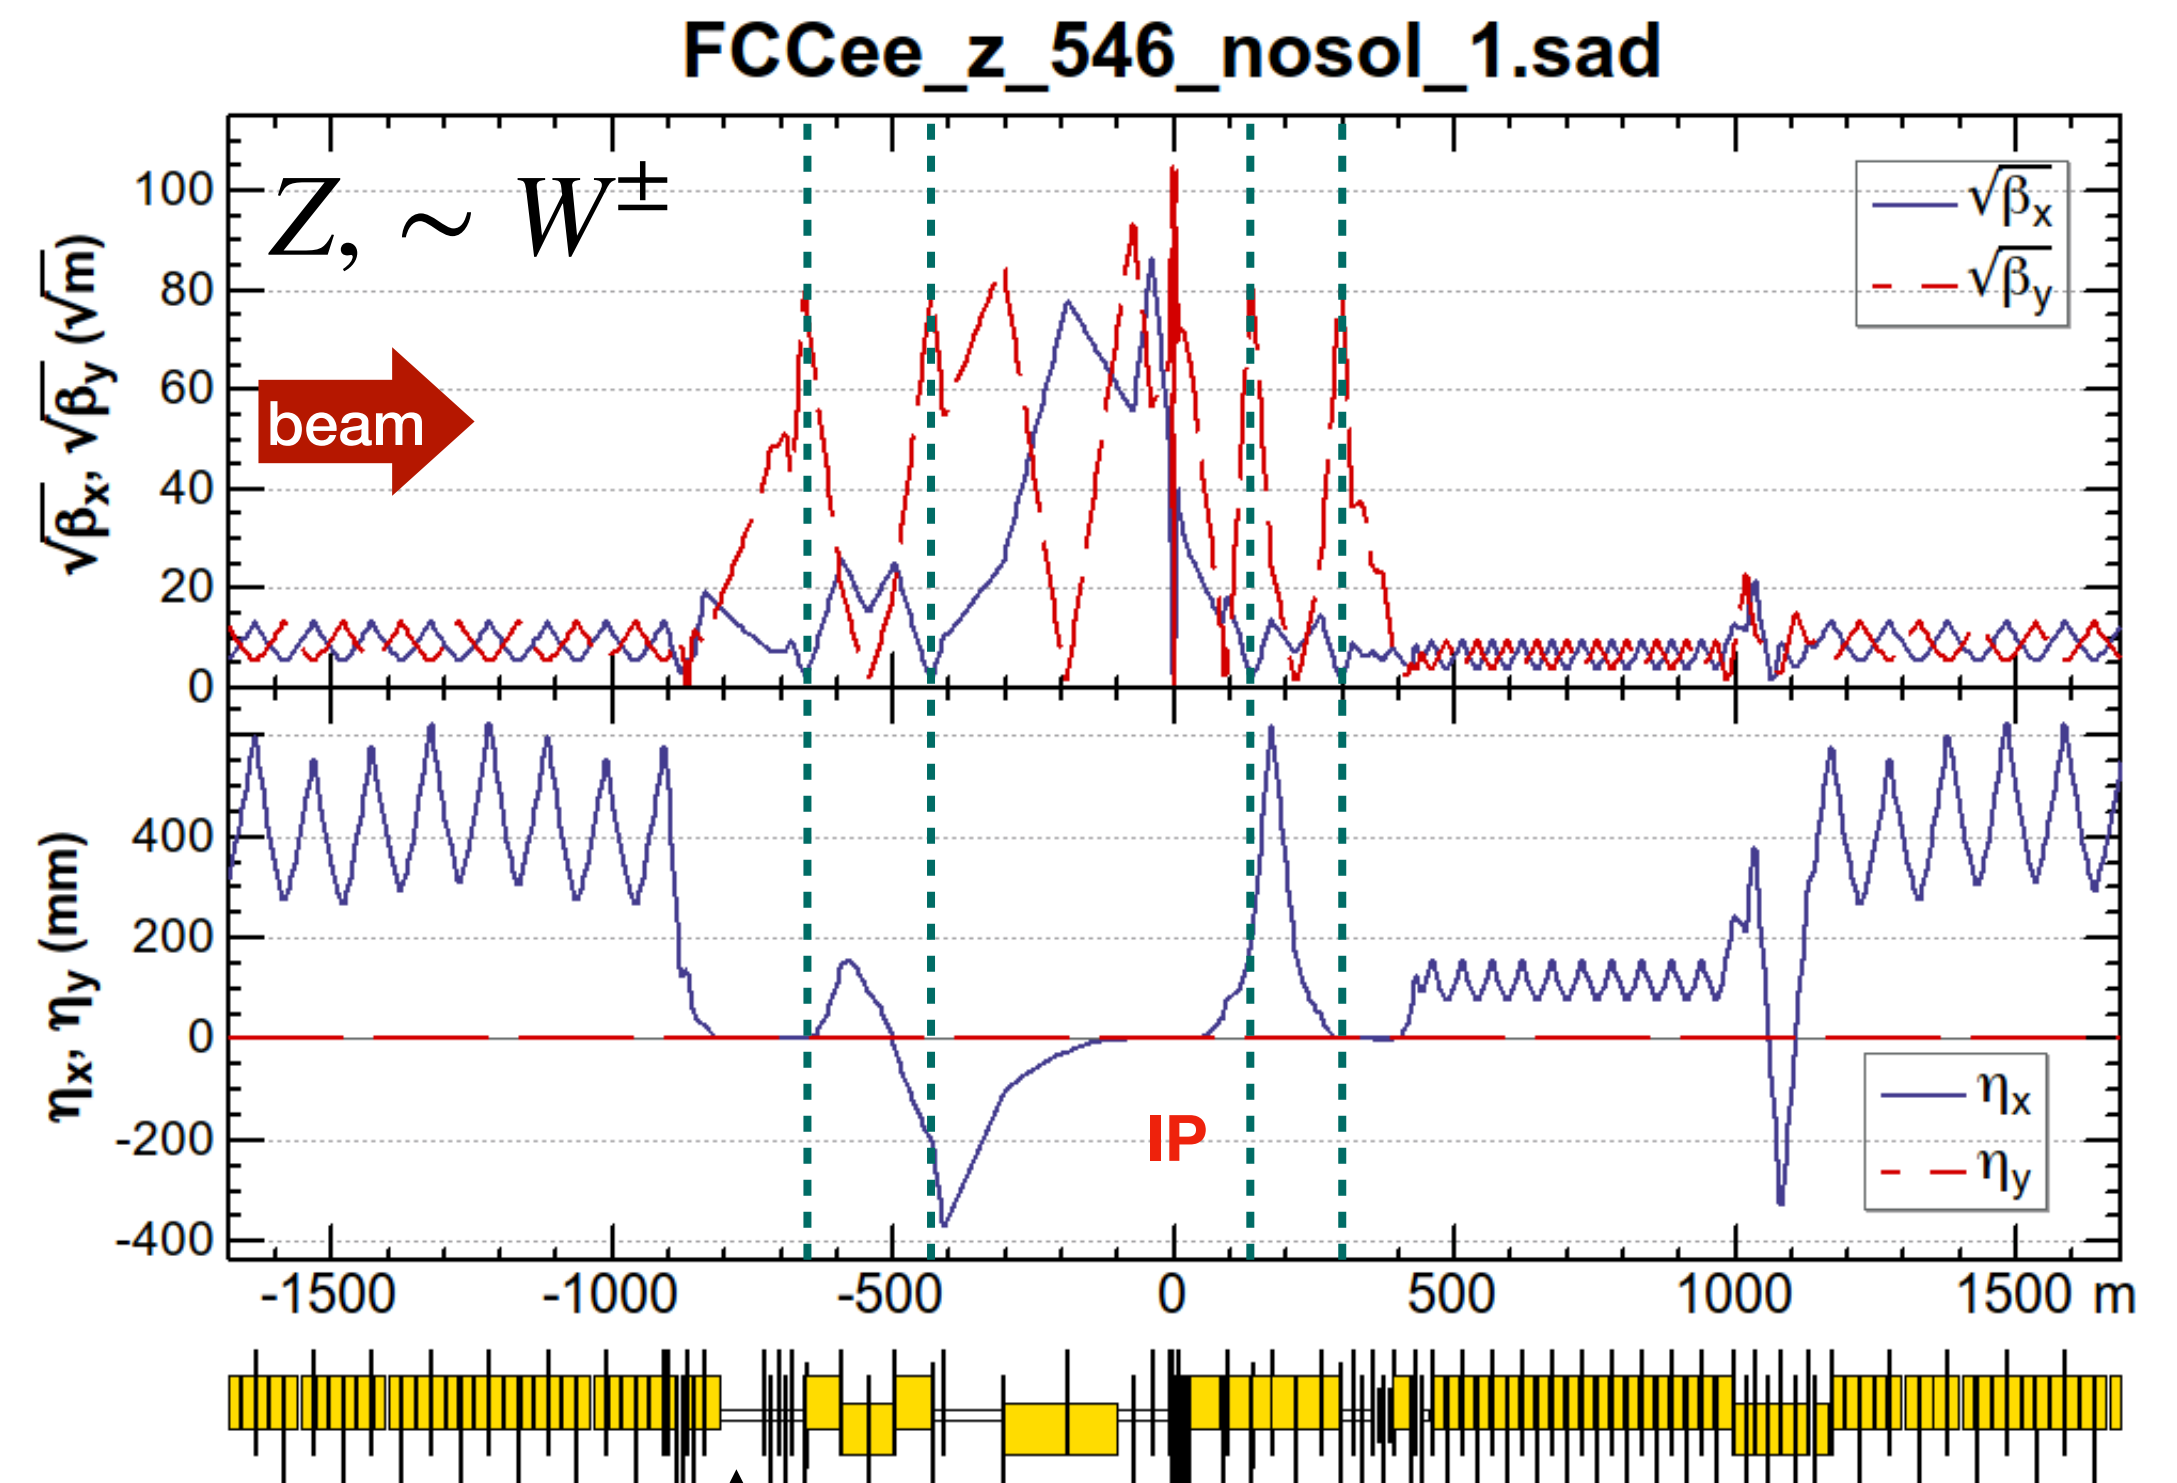 FCCee_z_546_nosol_1.sad
Z, ~ W±
√βx, √βy (√m)
100
80
60
40
20
0
√βx
√βy
beam
ηx, ηy (mm)
400
200
0
-200
-400
IP
ηx
ηy
-1500 -1000 -500 0 500 1000 1500 m